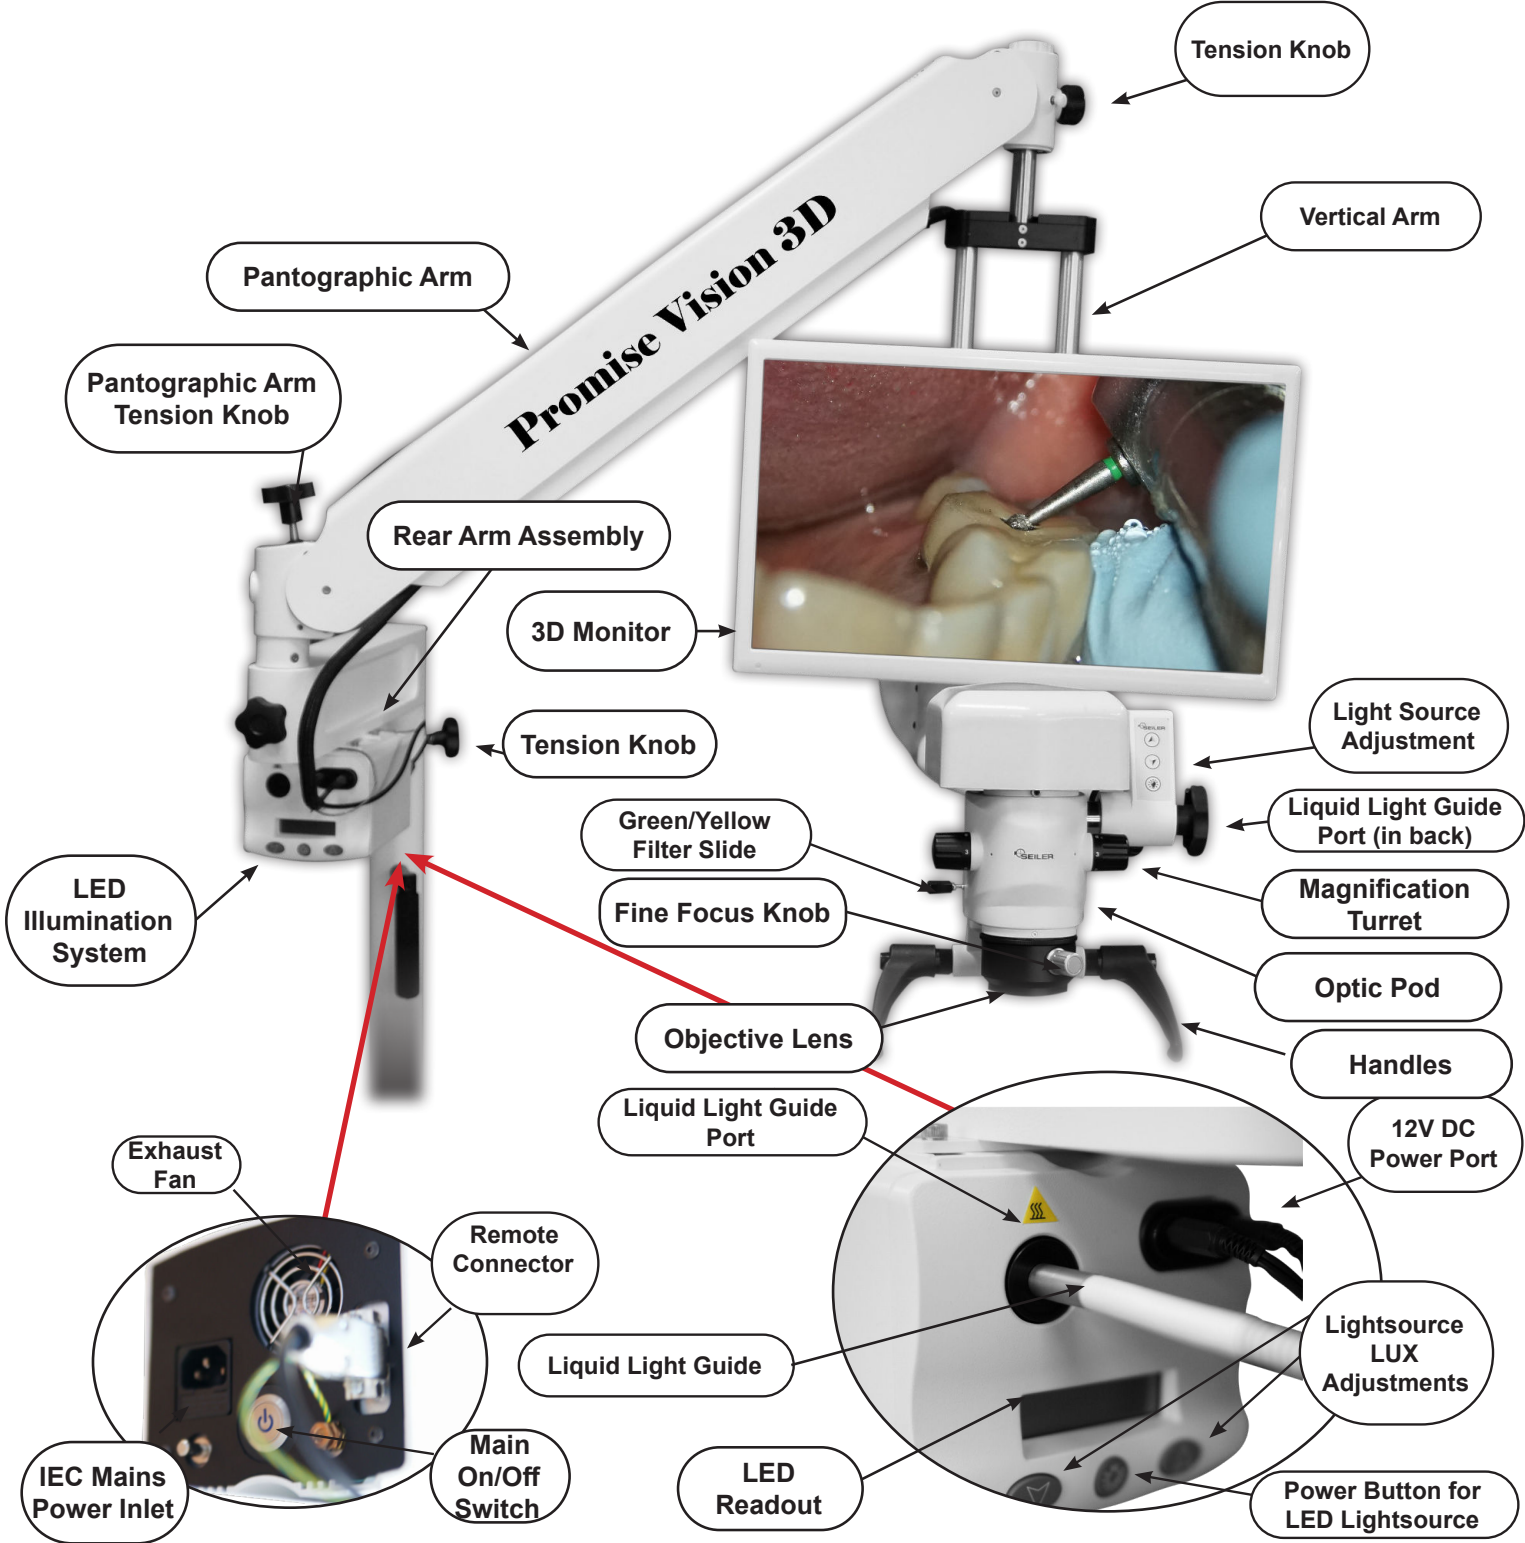 Tension Knob
Vertical Arm
Pantographic Arm
Promise Vision 3D
Pantographic Arm
Tension Knob
Rear Arm Assembly
3D Monitor
Tension Knob
Light Source
Adjustment
SEILER
Green/Yellow
Filter Slide
Liquid Light Guide
Port (in back)
SEILER
LED
Illumination
System
Fine Focus Knob
Magnification
Turret
Optic Pod
Objective Lens
Handles
Liquid Light Guide
Port
12V DC
Power Port
Exhaust
Fan
Remote
Connector
Liquid Light Guide
Lightsource
LUX
Adjustments
IEC Mains
Power Inlet
Main
On/Off
Switch
LED
Readout
Power Button for
LED Lightsource